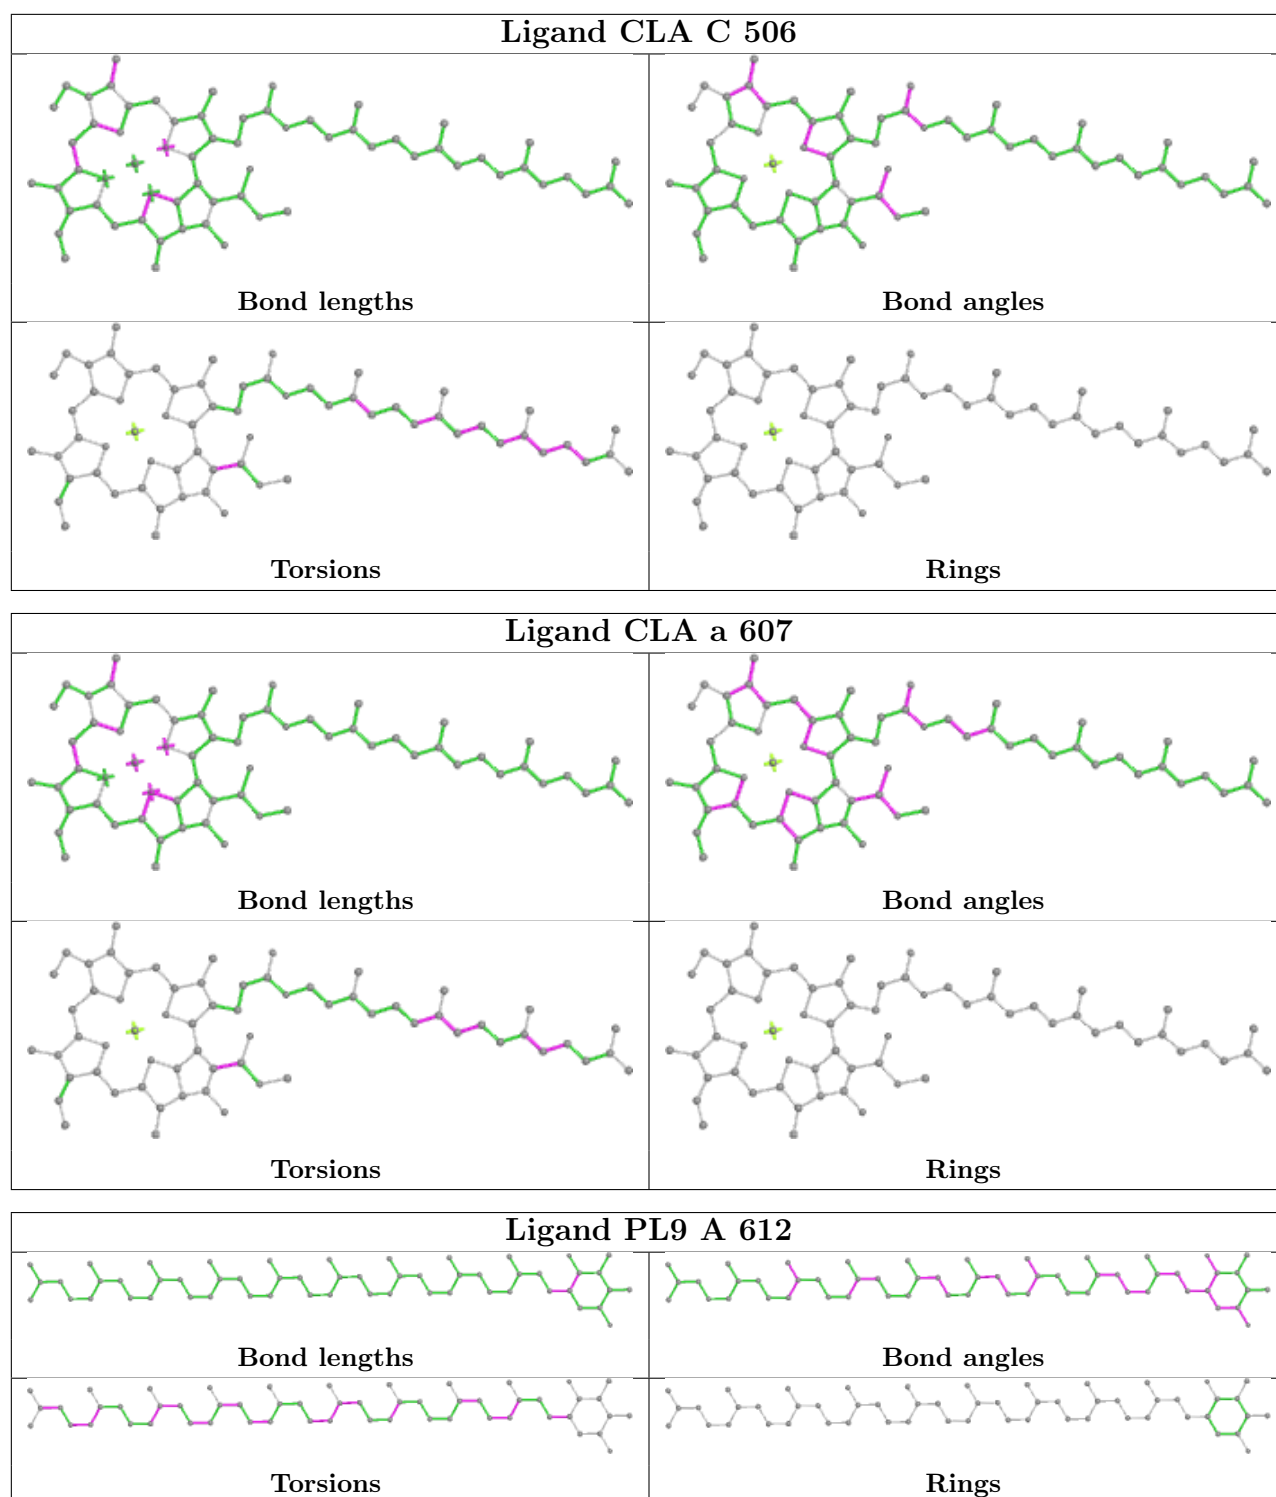 Ligand CLA C 506
Bond lengths
Bond angles
Torsions
Rings
Ligand CLA a 607
Bond lengths
Bond angles
Torsions
Rings
Ligand PL9 A 612
Bond lengths
Bond angles
Torsions
Rings